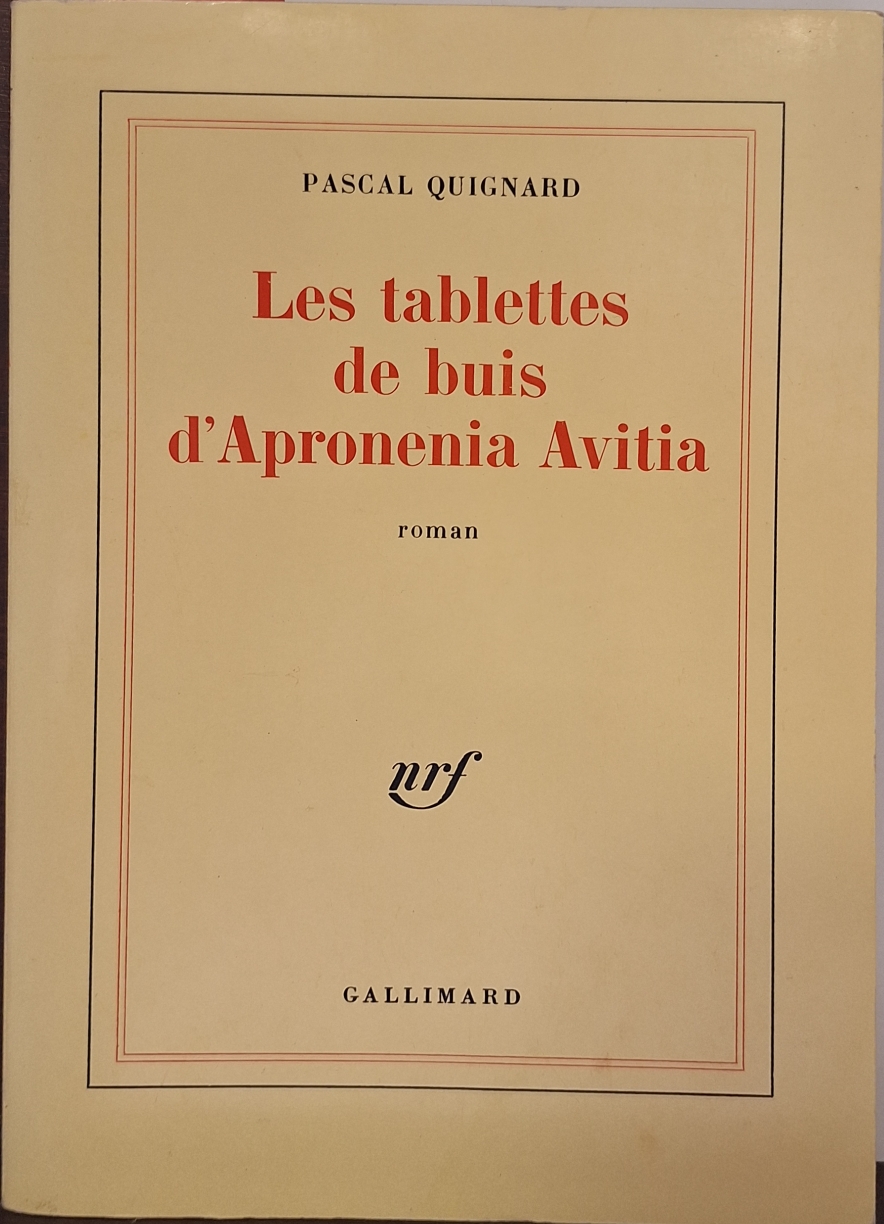 PASCAL QUIGNARD
Les tablettes
de buis
d'Apronenia Avitia
roman
nrf
GALLIMARD